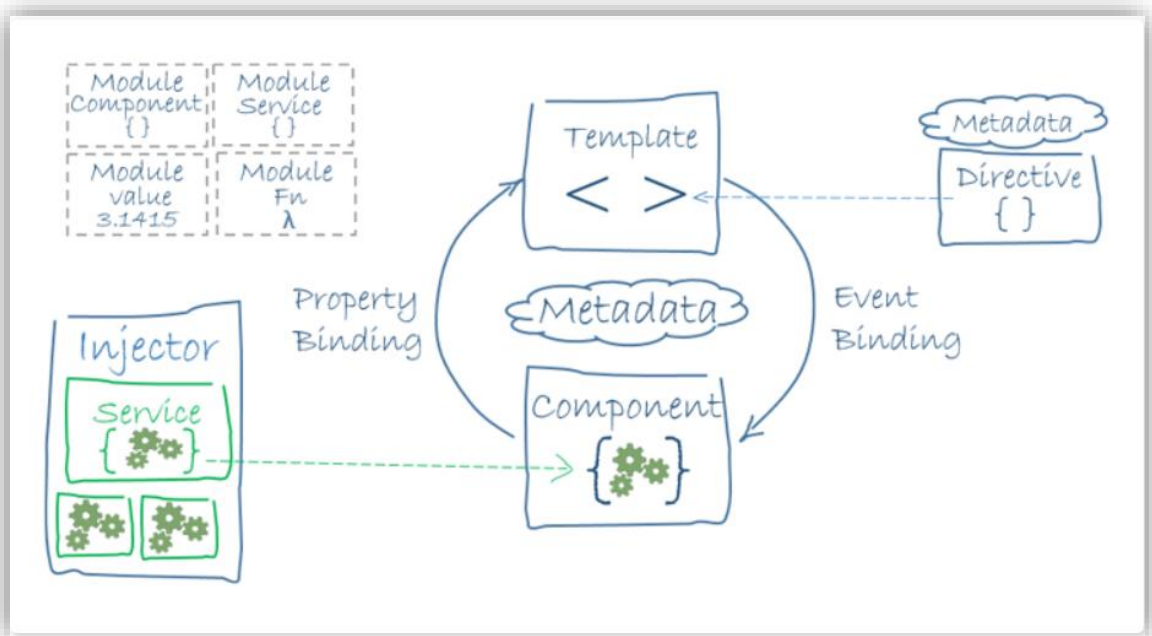 Module
Component
{ }
Module
Service
{ }
Module
value
3.1415
Module
Fn
λ
Template
< >
Metadata
Directive
{ }
Property
Binding
Metadata
Event
Binding
Injector
Service
{ }
Component
{ }